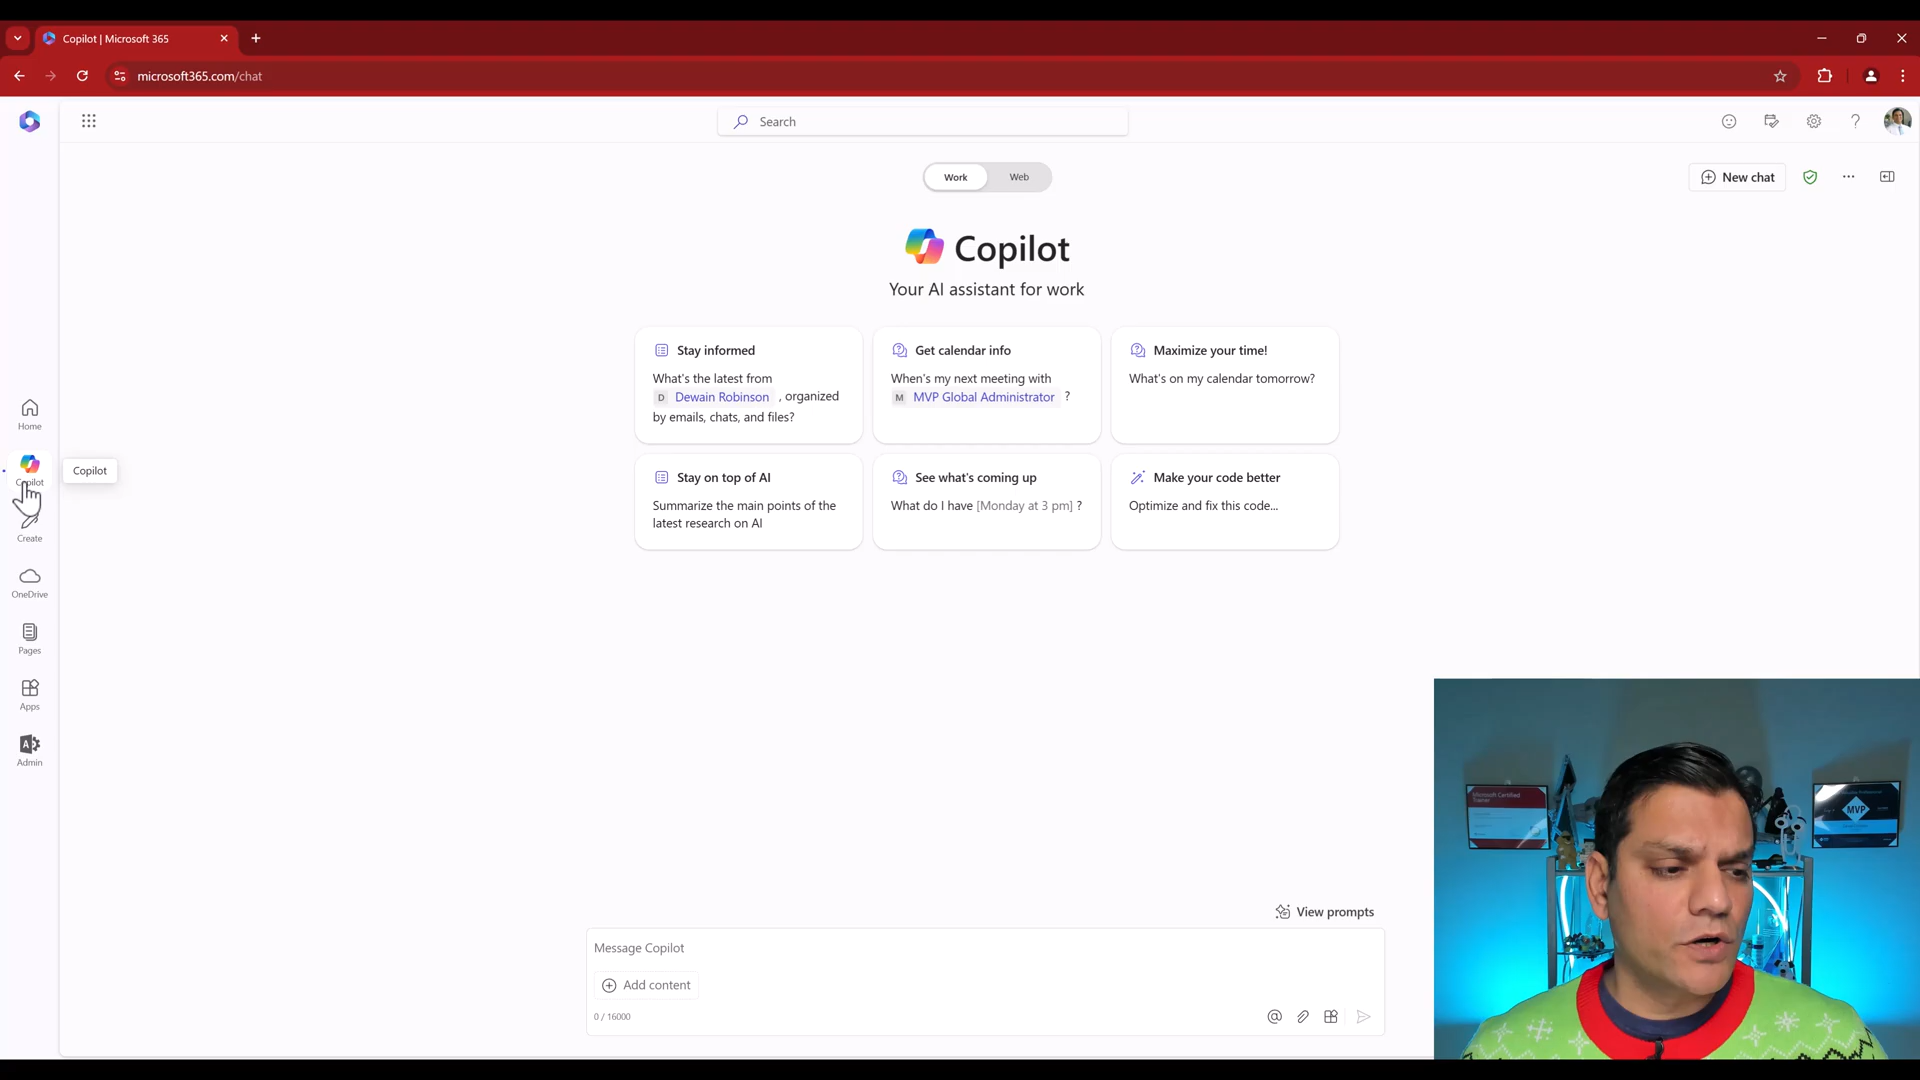 Copilot | Microsoft 365
microsoft365.com/chat
Search
Work
Web
New chat
Copilot
Your AI assistant for work
Stay informed
What's the latest from
D Dewain Robinson , organized
by emails, chats, and files?
Get calendar info
When's my next meeting with
M MVP Global Administrator ?
Maximize your time!
What's on my calendar tomorrow?
Stay on top of AI
Summarize the main points of the
latest research on AI
See what's coming up
What do I have [Monday at 3 pm] ?
Make your code better
Optimize and fix this code...
Home
Copilot
Copilot
Create
OneDrive
Pages
Apps
A
Admin
View prompts
Message Copilot
Add content
0 / 16000
Microsoft Certified
Trainer
MVP